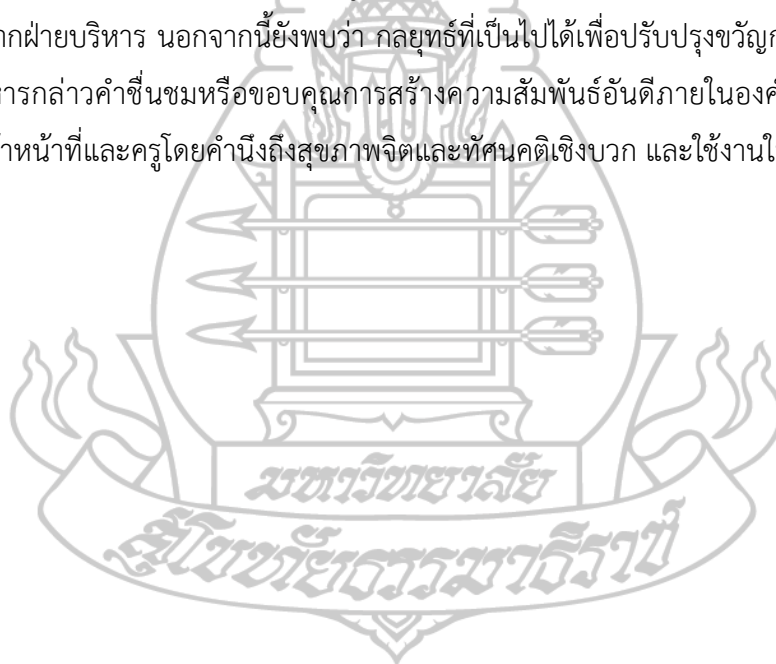 ากฝ่ายบริหาร นอกจากนี้ยังพบว่า กลยุทธ์ที่เป็นไปได้เพื่อปรับปรุงขวัญก
หารกล่าวคำชื่นชมหรือขอบคุณการสร้างความสัมพันธ์อันดีภายในองค์
้าหน้าที่และครูโดยคำนึงถึงสุขภาพจิตและทัศนคติเชิงบวก และใช้งานใ
มหาวิทยาลัย
สุโขทัยธรรมาธิราช